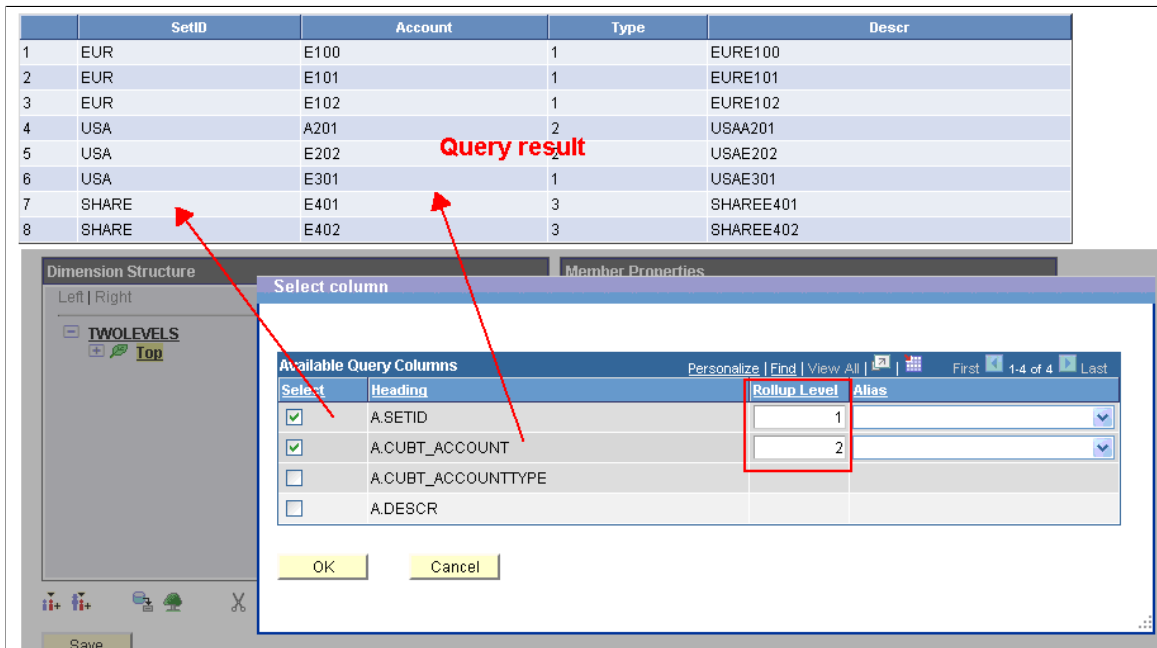 SetID Account Type Descr
1 EUR E100 1 EURE100
2 EUR E101 1 EURE101
3 EUR E102 1 EURE102
4 USA A201 2 USAA201
5 USA E202 2 USAE202
Query result
6 USA E301 1 USAE301
7 SHARE E401 3 SHAREE401
8 SHARE E402 3 SHAREE402
Dimension Structure Member Properties
Left | Right
Select column
TWOLEVELS
Top
Available Query Columns Personalize | Find | View All | | First 1-4 of 4 Last
Select Heading Rollup Level Alias
A.SETID 1
A.CUBT_ACCOUNT 2
A.CUBT_ACCOUNTTYPE
A.DESCR
OK Cancel
Save